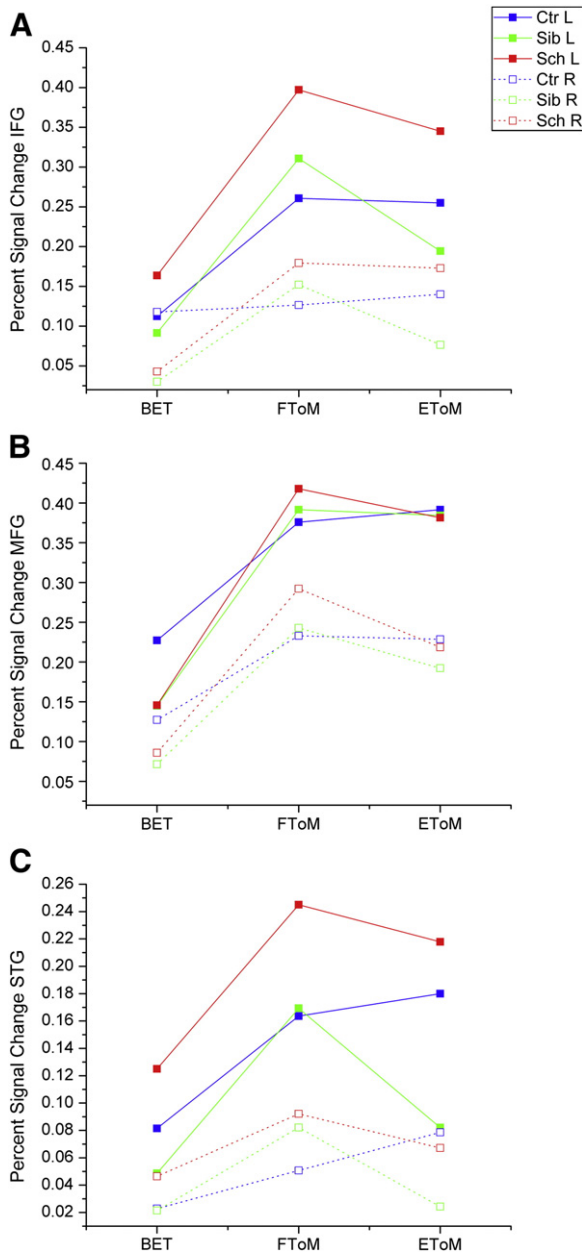 A
Ctr L
Sib L
Sch L
Ctr R
Sib R
Sch R
Percent Signal Change IFG
0.45
0.40
0.35
0.30
0.25
0.20
0.15
0.10
0.05
BET FToM EToM
B
Percent Signal Change MFG
0.45
0.40
0.35
0.30
0.25
0.20
0.15
0.10
0.05
BET FToM EToM
C
Percent Signal Change STG
0.26
0.24
0.22
0.20
0.18
0.16
0.14
0.12
0.10
0.08
0.06
0.04
0.02
BET FToM EToM